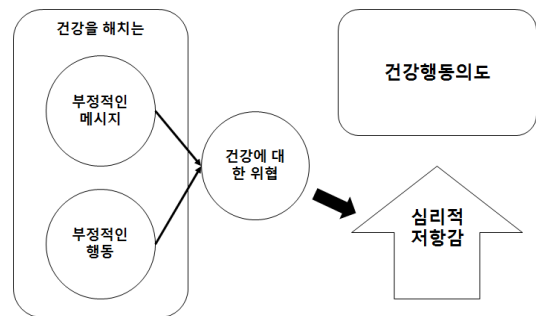 건강을 해치는
부정적인
메시지
부정적인
행동
건강에 대
한 위협
건강행동의도
심리적
저항감